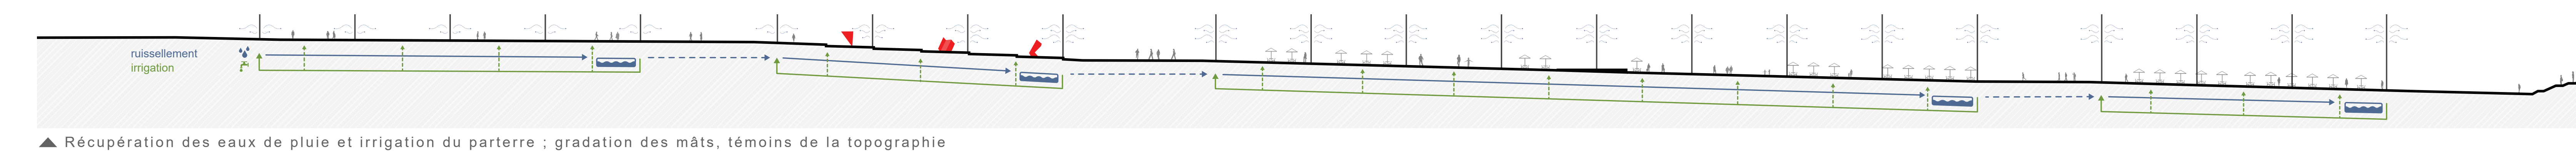 ruissellement
irrigation
Récupération des eaux de pluie et irrigation du parterre ; gradation des mâts, témoins de la topographie